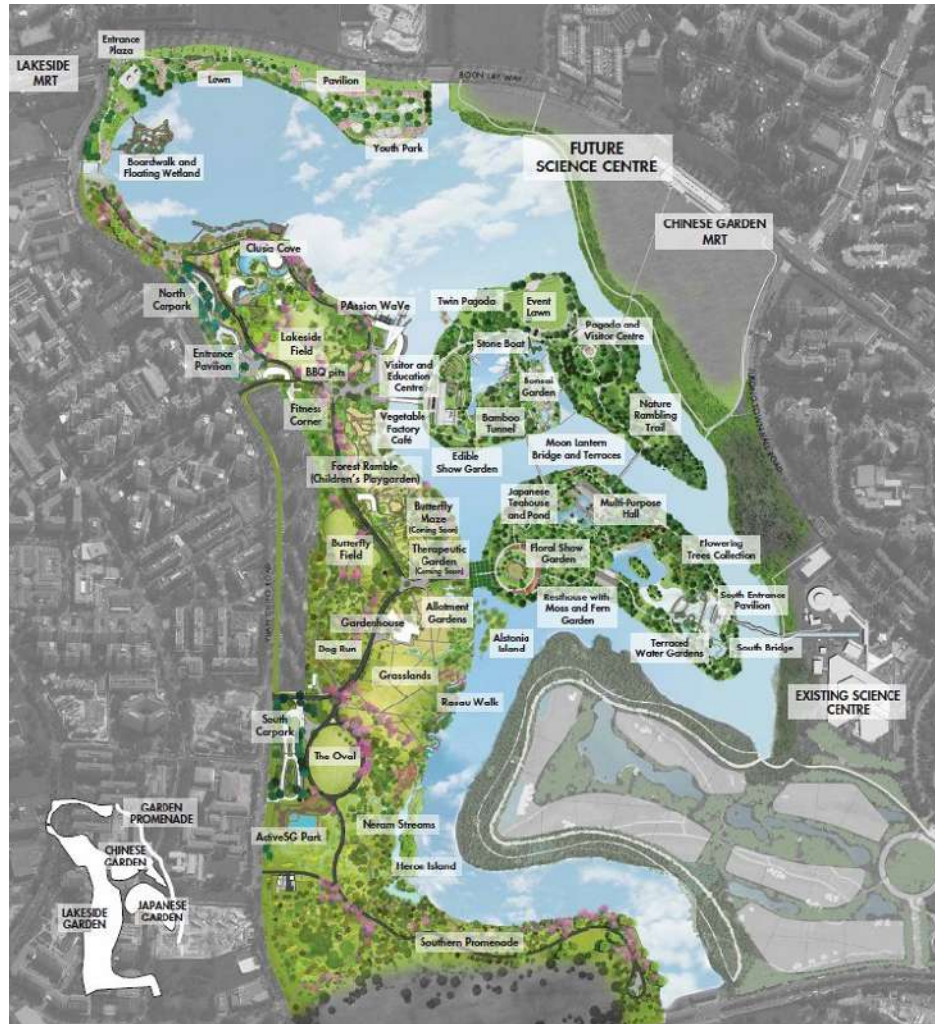 Entrance
Plaza
LAKESIDE
MRT
Lawn
Pavilion
BOON LAY WAY
Youth Park
Boardwalk and
Floating Wetland
FUTURE
SCIENCE CENTRE
CHINESE GARDEN
MRT
Clusia Cove
North
Carpark
PAssion WaVe
Twin Pagoda
Event
Lawn
Pagoda and
Visitor Centre
Lakeside
Field
Stone Boat
Entrance
Pavilion
BBQ pits
Visitor and
Education
Centre
Bonsai
Garden
Fitness
Corner
Vegetable
Factory
Café
Bamboo
Tunnel
Nature
Rambling
Trail
Moon Lantern
Bridge and Terraces
Edible
Show Garden
Forest Ramble
(Children's Playgarden)
Japanese
Teahouse
and Pond
Multi-Purpose
Hall
Butterfly
Maze
(Coming Soon)
Butterfly
Field
Therapeutic
Garden
(Coming Soon)
Floral Show
Garden
Flowering
Trees Collection
Allotment
Gardens
Resthouse with
Moss and Fern
Garden
South Entrance
Pavilion
Gardenhouse
Alstonia
Island
Dog Run
Terraced
Water Gardens
South Bridge
Grasslands
Rasau Walk
EXISTING SCIENCE
CENTRE
South
Carpark
The Oval
GARDEN
PROMENADE
Neram Streams
ActiveSG Park
CHINESE
GARDEN
Heron Island
JAPANESE
GARDEN
LAKESIDE
GARDEN
Southern Promenade